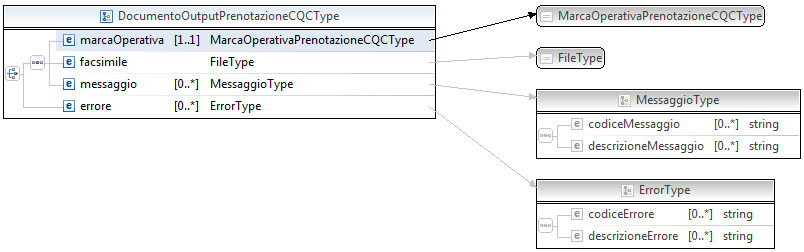 DocumentoOutputPrenotazioneCQCType
e marcaOperativa [1..1] MarcaOperativaPrenotazioneCQCType
e facsimile FileType
e messaggio [0..*] MessaggioType
e errore [0..*] ErrorType
MarcaOperativaPrenotazioneCQCType
FileType
MessaggioType
e codiceMessaggio [0..*] string
e descrizioneMessaggio [0..*] string
ErrorType
e codiceErrore [0..*] string
e descrizioneErrore [0..*] string